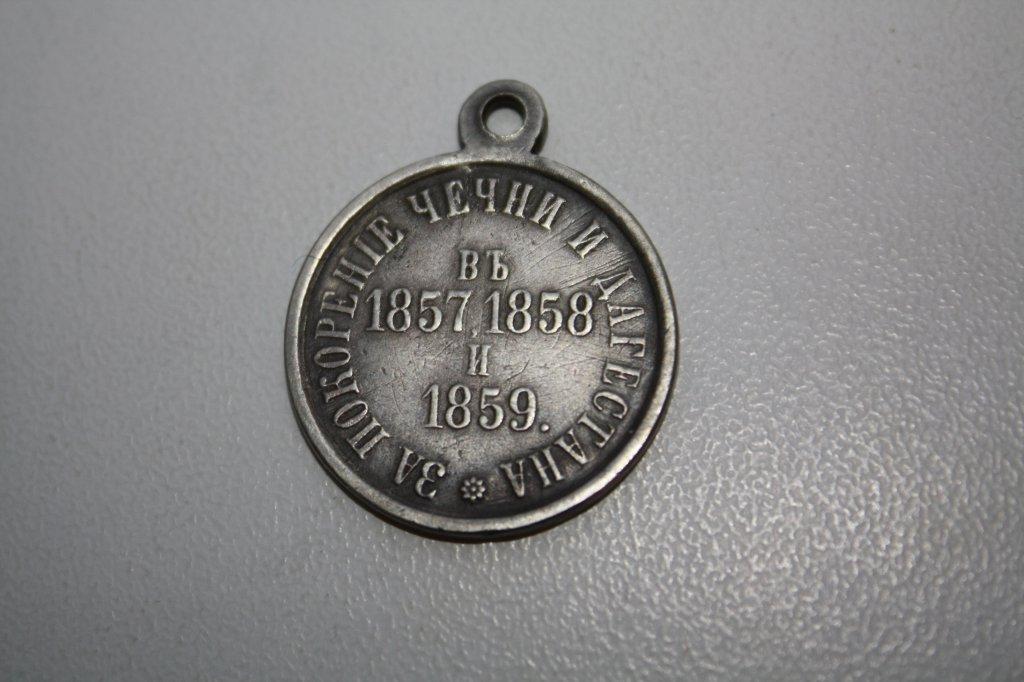 ЗА ПОКОРЕНІЕ ЧЕЧНИ И ДАГЕСТАНА
ВЪ
1857, 1858
И
1859.